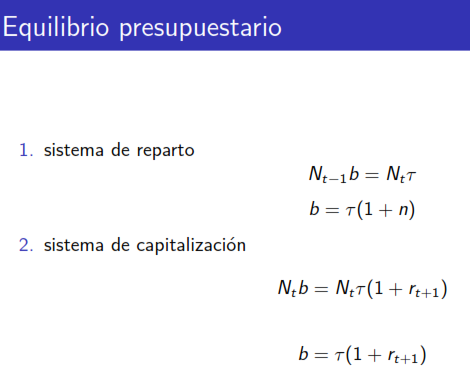 Equilibrio presupuestario
1. sistema de reparto
N_{t−1}b = N_tτ
b = τ(1 + n)
2. sistema de capitalización
N_tb = N_tτ(1 + r_{t+1})
b = τ(1 + r_{t+1})